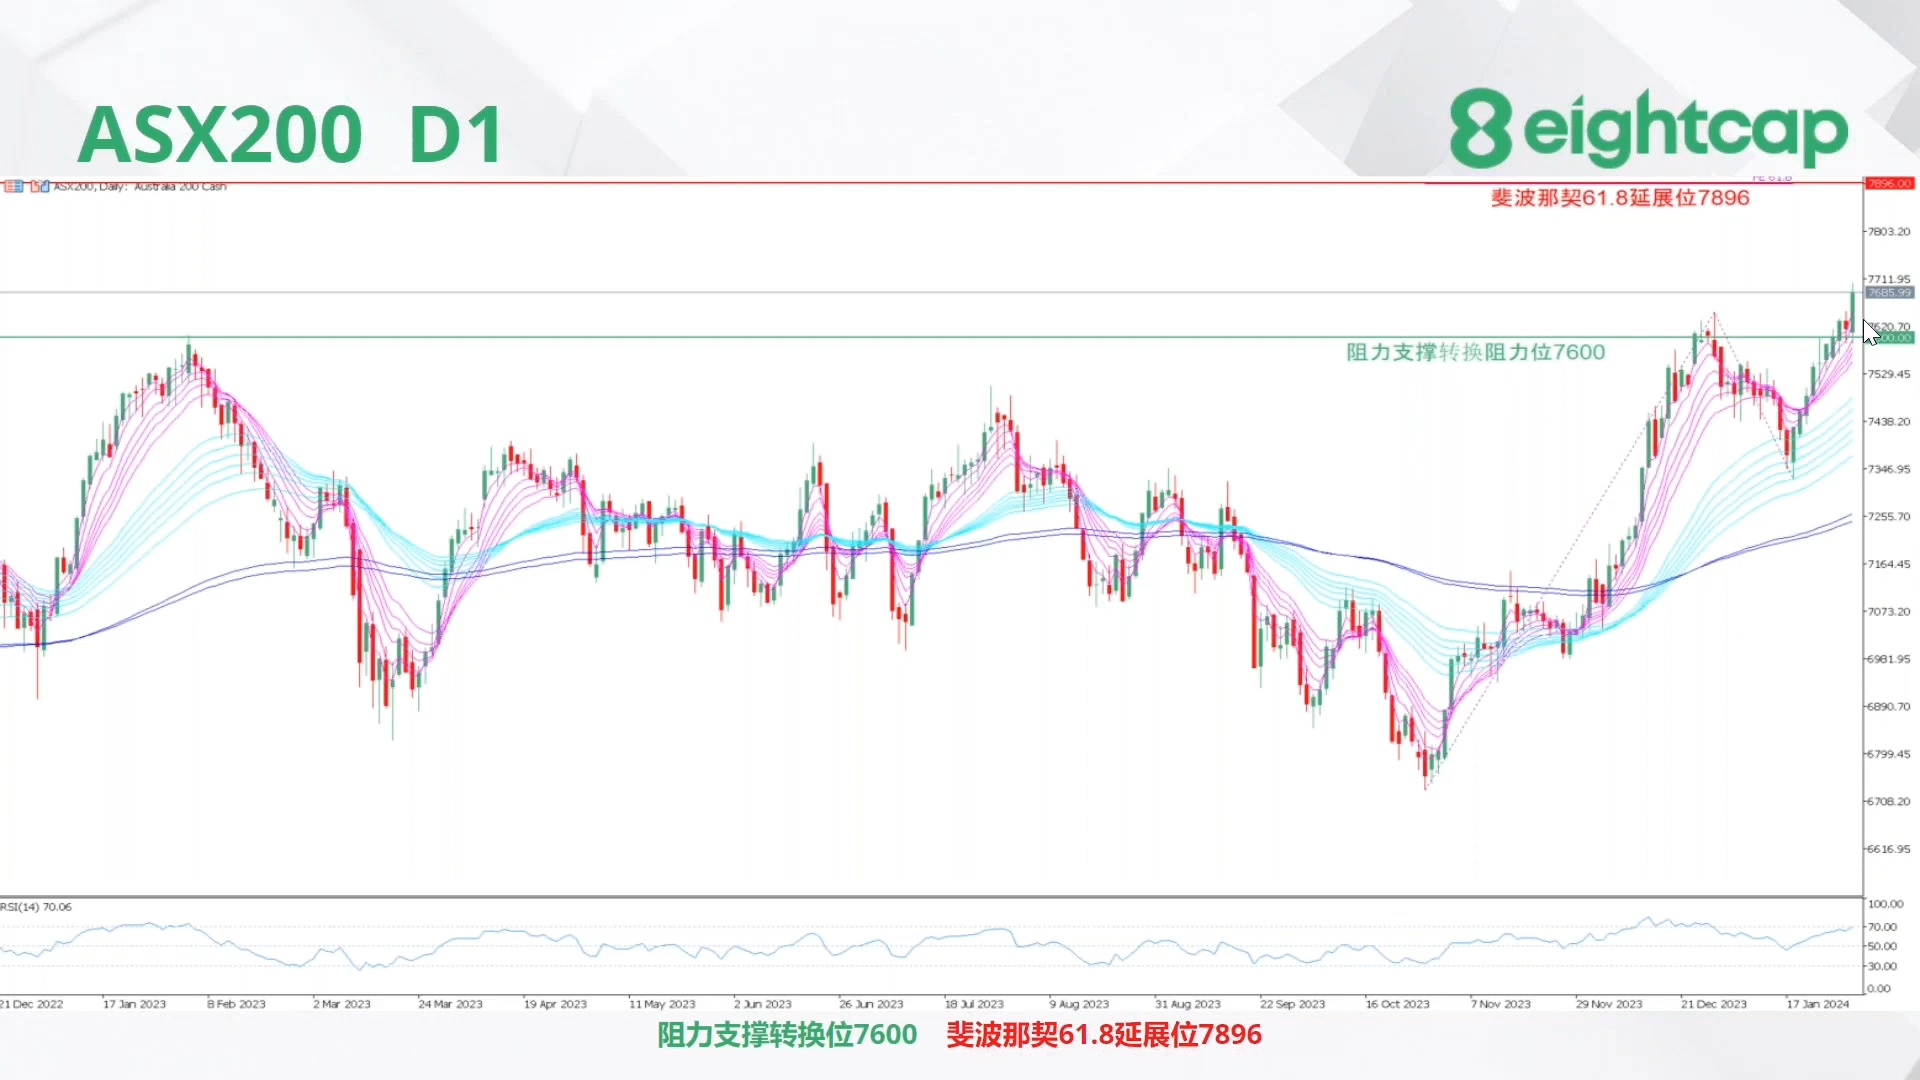 ASX200 D1
8 eightcap
ASX200, Daily: Australia 200 Cash
FE 61.8
7896.00
斐波那契61.8延展位7896
7803.20
7711.95
7685.99
7620.70
阻力支撑转换阻力位7600
7529.45
7438.20
7346.95
7255.70
7164.45
7073.20
6981.95
6890.70
6799.45
6708.20
6616.95
RSI(14) 70.06
100.00
70.00
50.00
30.00
0.00
21 Dec 2022 17 Jan 2023 8 Feb 2023 2 Mar 2023 24 Mar 2023 19 Apr 2023 11 May 2023 2 Jun 2023 26 Jun 2023 18 Jul 2023 9 Aug 2023 31 Aug 2023 22 Sep 2023 16 Oct 2023 7 Nov 2023 29 Nov 2023 21 Dec 2023 17 Jan 2024
阻力支撑转换位7600 斐波那契61.8延展位7896